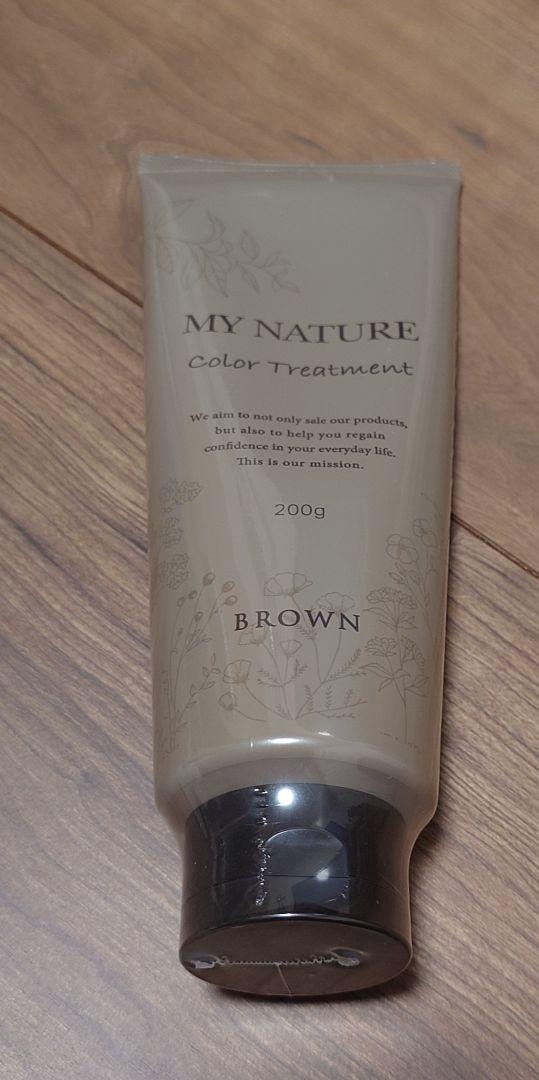 MY NATURE
Color Treatment
We aim to not only sale our products,
but also to help you regain
confidence in your everyday life.
This is our mission.
200g
BROWN